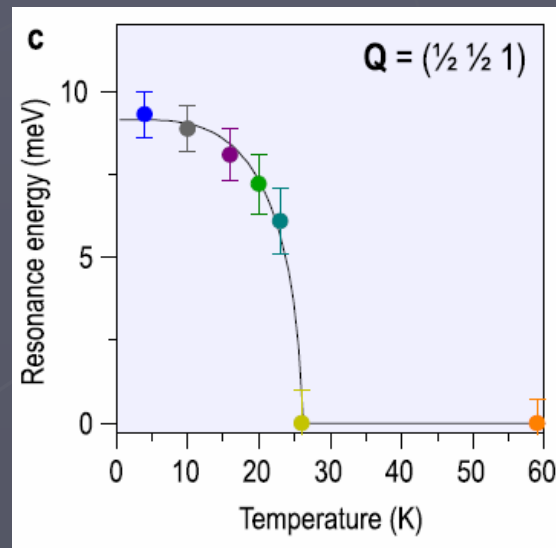 c
Q = (½ ½ 1)
Resonance energy (meV)
10
5
0
0 10 20 30 40 50 60
Temperature (K)